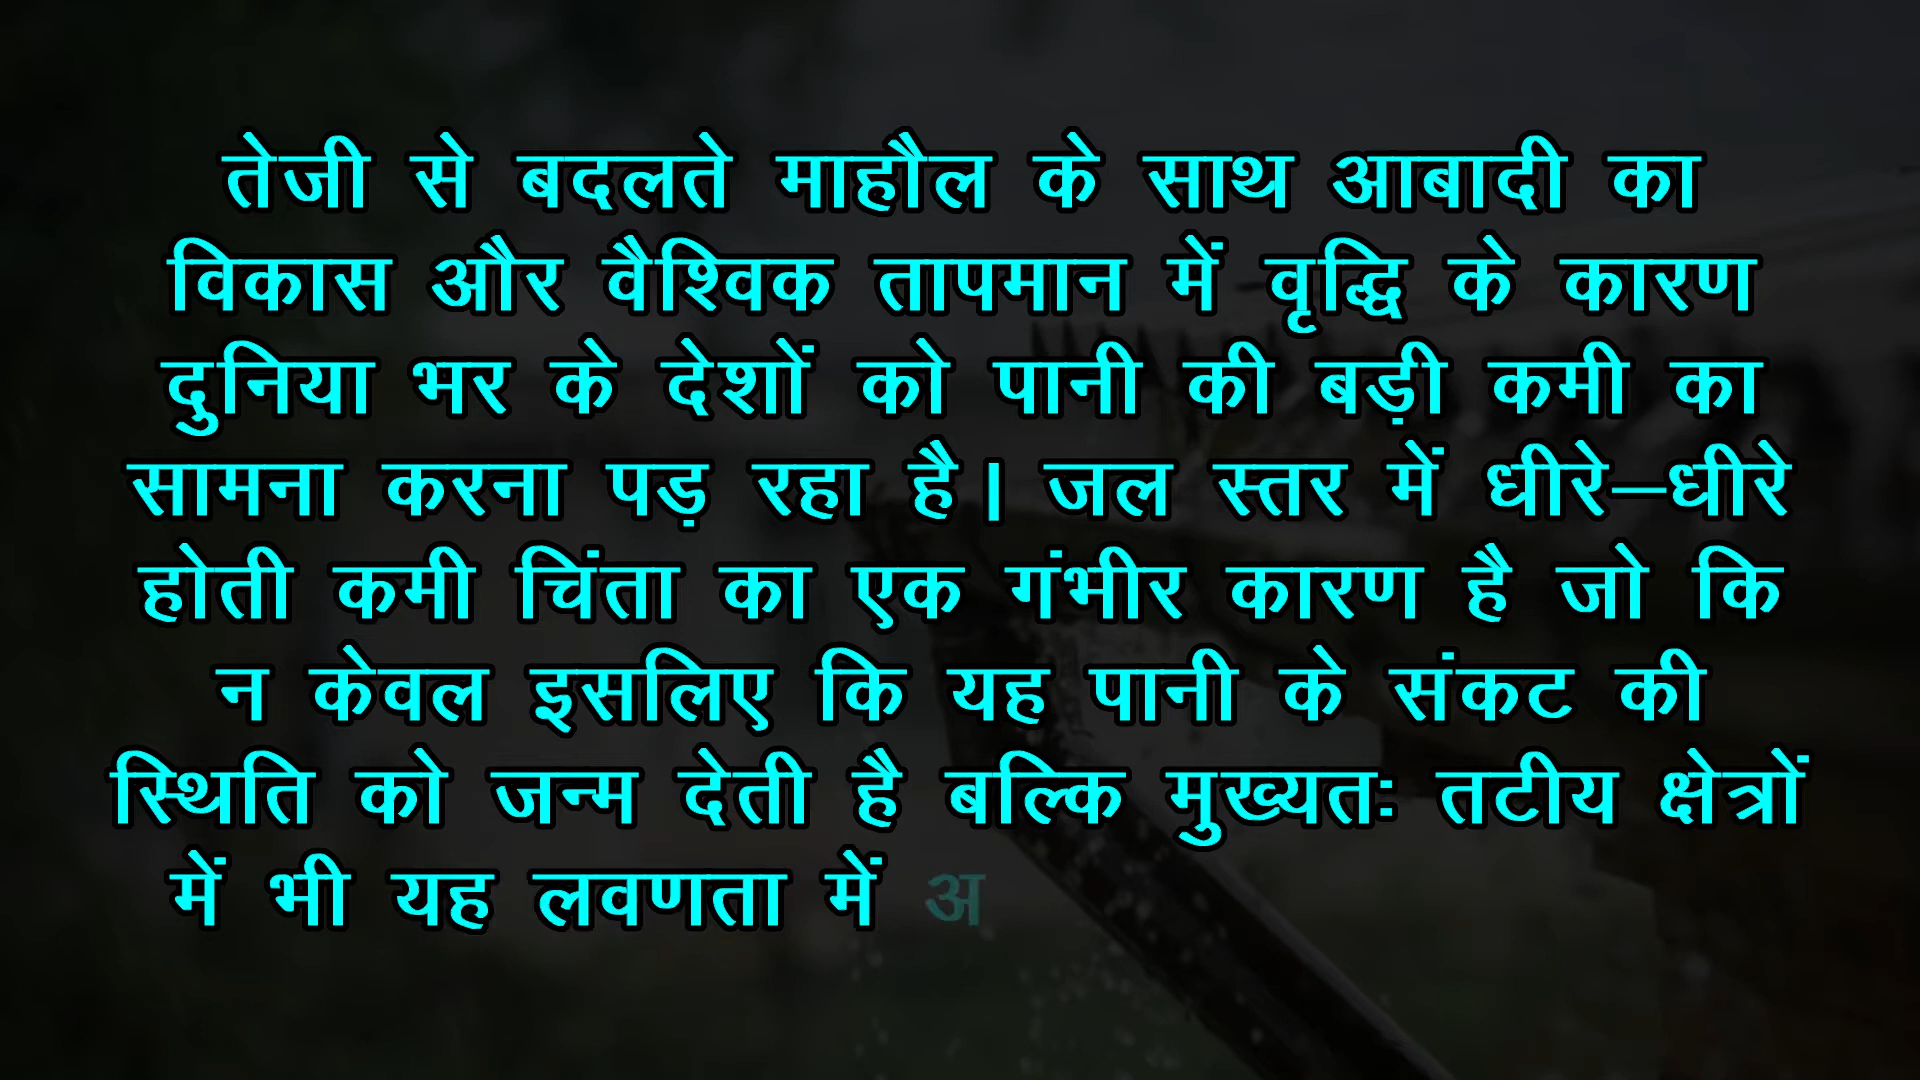 तेजी से बदलते माहौल के साथ आबादी का
विकास और वैश्विक तापमान में वृद्धि के कारण
दुनिया भर के देशों को पानी की बड़ी कमी का
सामना करना पड़ रहा है। जल स्तर में धीरे–धीरे
होती कमी चिंता का एक गंभीर कारण है जो कि
न केवल इसलिए कि यह पानी के संकट की
स्थिति को जन्म देती है बल्कि मुख्यतः तटीय क्षेत्रों
में भी यह लवणता में अ